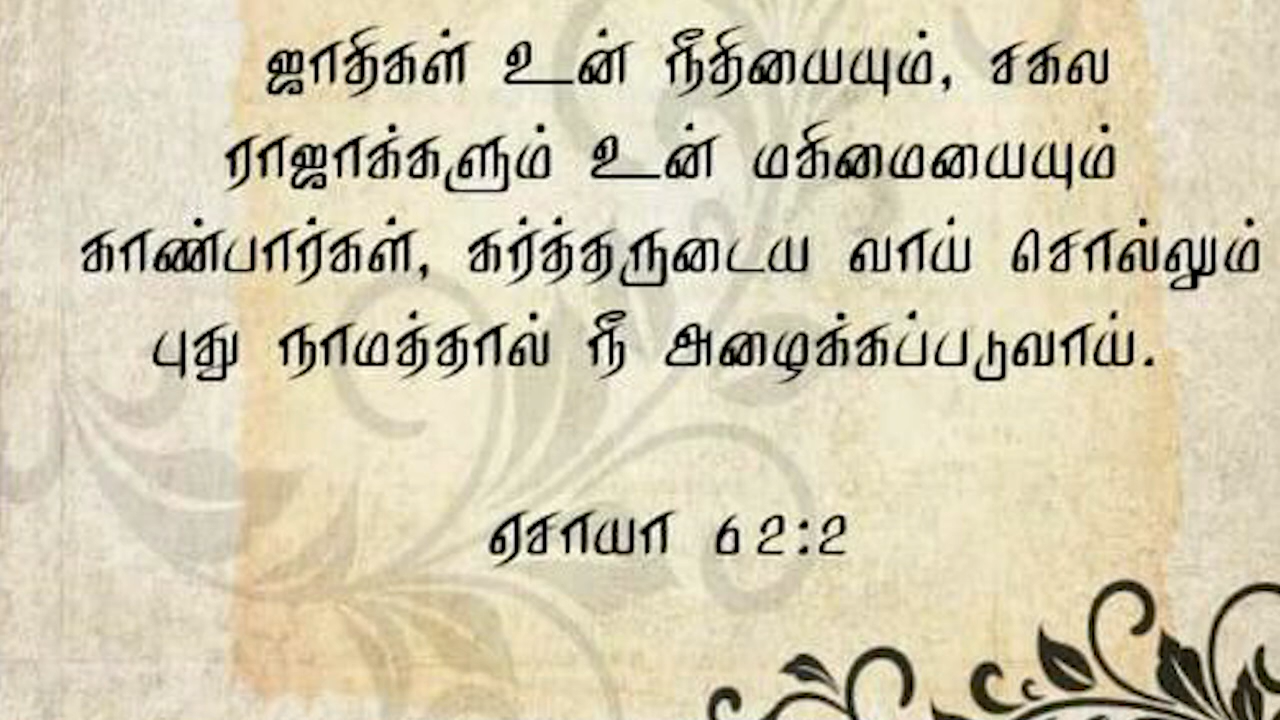 ஜாதிகள் உன் நீதியையும், சகல
ராஜாக்களும் உன் மகிமையையும்
காண்பார்கள், கர்த்தருடைய வாய் சொல்லும்
புது நாமத்தால் நீ அழைக்கப்படுவாய்.
ஏசாயா 62:2